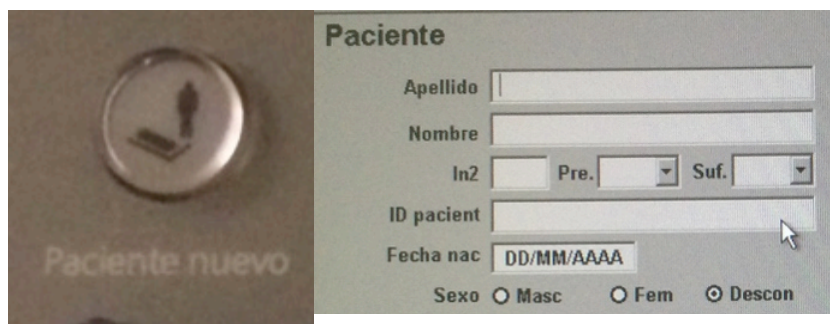 Paciente nuevo
Paciente
Apellido
Nombre
In2 Pre. Suf.
ID pacient
Fecha nac DD/MM/AAAA
Sexo Masc Fem Descon